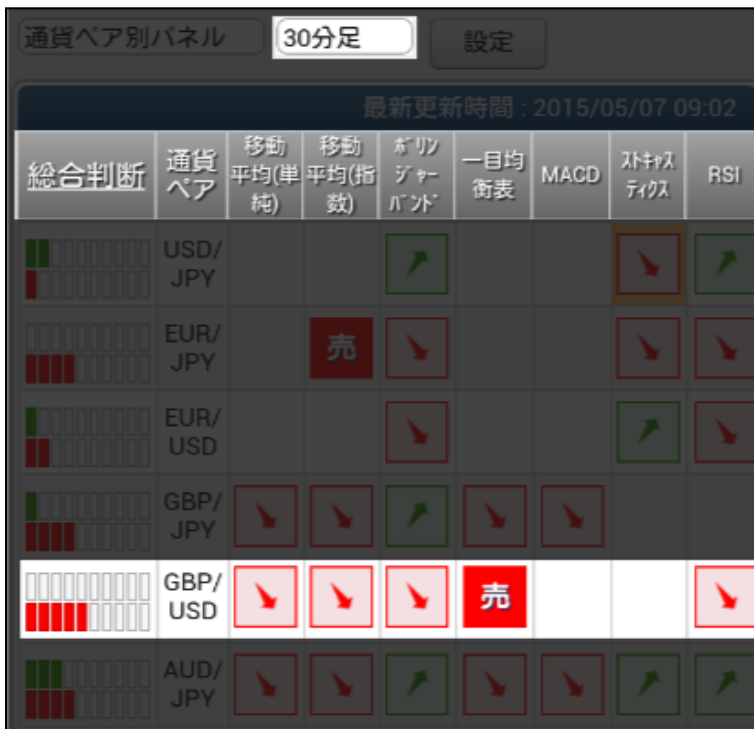 通貨ペア別パネル 30分足 設定
最新更新時間 : 2015/05/07 09:02
総合判断 通貨ペア 移動平均(単純) 移動平均(指数) ボリンジャーバンド 一目均衡表 MACD ストキャスティクス RSI
USD/JPY
EUR/JPY 売
EUR/USD
GBP/JPY
GBP/USD 売
AUD/JPY